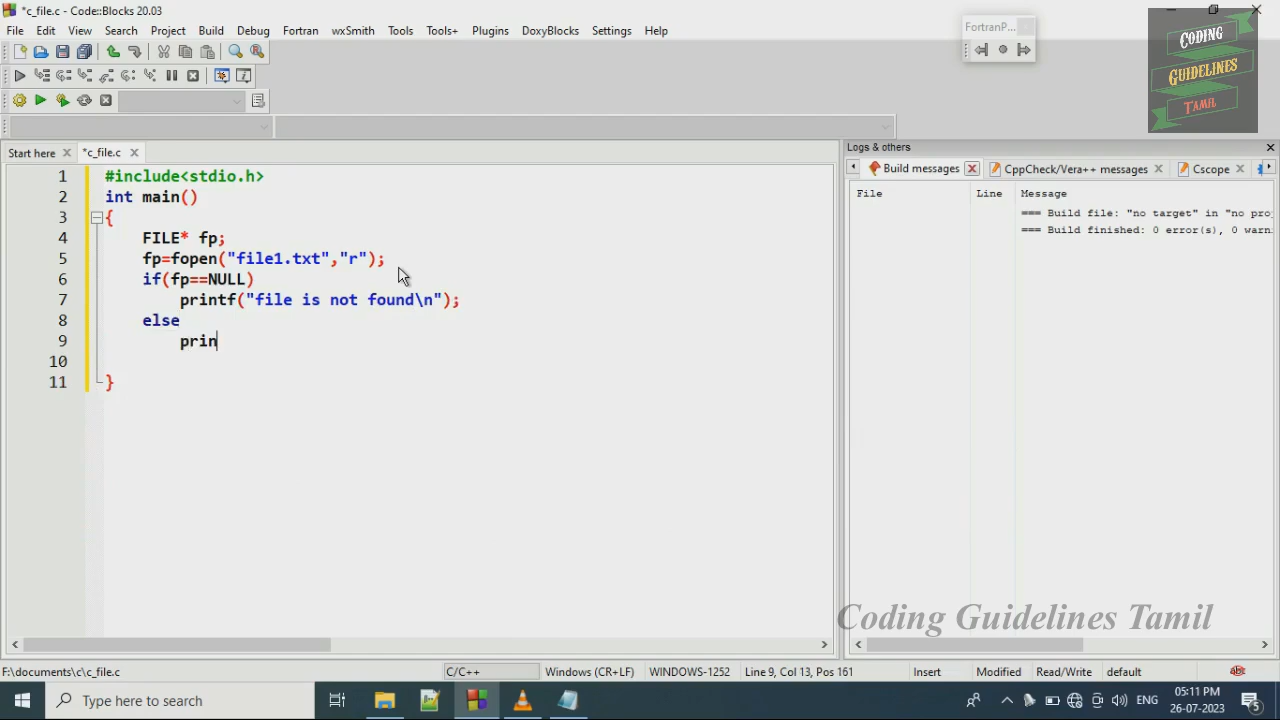 *c_file.c - Code::Blocks 20.03
File Edit View Search Project Build Debug Fortran wxSmith Tools Tools+ Plugins DoxyBlocks Settings Help
FortranP...
CODING
GUIDELINES
TAMIL
Start here *c_file.c
Logs & others
Build messages CppCheck/Vera++ messages Cscope
File Line Message
=== Build file: "no target" in "no proj
=== Build finished: 0 error(s), 0 warni
1 #include<stdio.h>
2 int main()
3 {
4 FILE* fp;
5 fp=fopen("file1.txt","r");
6 if(fp==NULL)
7 printf("file is not found\n");
8 else
9 prin
10
11 }
Coding Guidelines Tamil
F:\documents\c\c_file.c C/C++ Windows (CR+LF) WINDOWS-1252 Line 9, Col 13, Pos 161 Insert Modified Read/Write default
Type here to search
ENG
05:11 PM
26-07-2023
5